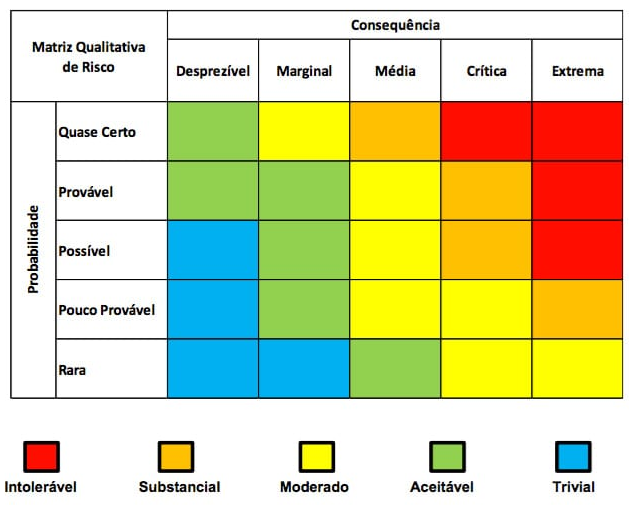 Matriz Qualitativa
de Risco
Consequência
Desprezível
Marginal
Média
Crítica
Extrema
Probabilidade
Quase Certo
Provável
Possível
Pouco Provável
Rara
Intolerável
Substancial
Moderado
Aceitável
Trivial